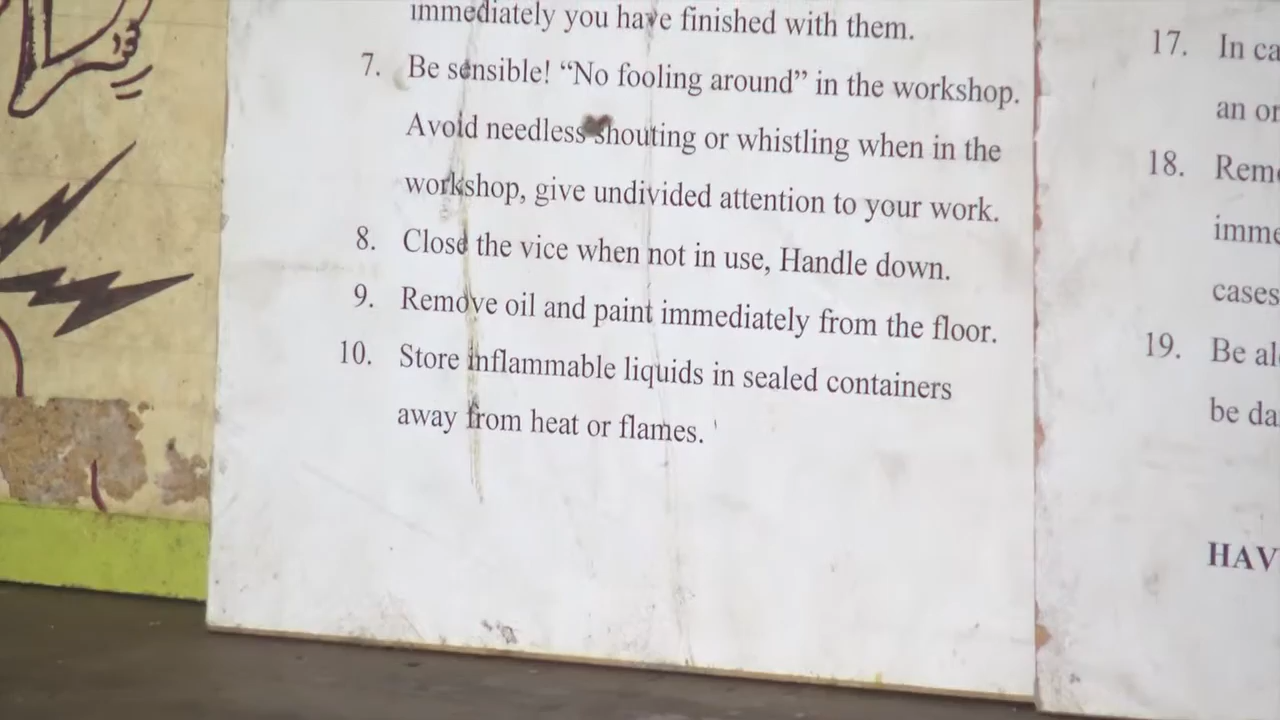 immediately you have finished with them.
7. Be sensible! “No fooling around” in the workshop.
Avoid needless shouting or whistling when in the
workshop, give undivided attention to your work.
8. Close the vice when not in use, Handle down.
9. Remove oil and paint immediately from the floor.
10. Store inflammable liquids in sealed containers
away from heat or flames.
17. In ca
an or
18. Rem
imme
cases
19. Be al
be da
HAV